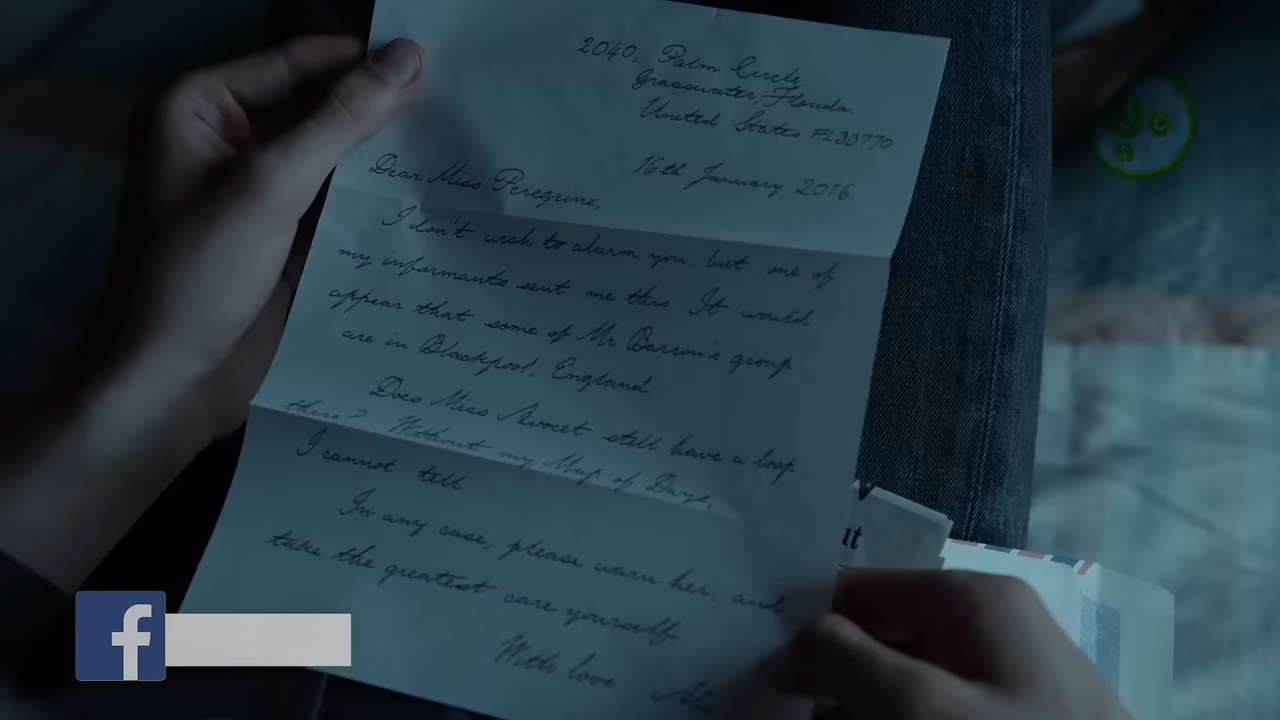 2040, Palm Circle
Grasswater, Florida.
United States FL33770
16th January 2016
Dear Miss Peregrine,
I don't wish to alarm you, but one of
my informants sent me this It would
appear that some of Mr Barron's group
are in Blackpool, England
Does Miss Avocet still have a loop
there? Without my Map of Days,
I cannot tell
In any case, please warn her, and
take the greatest care yourself
With love